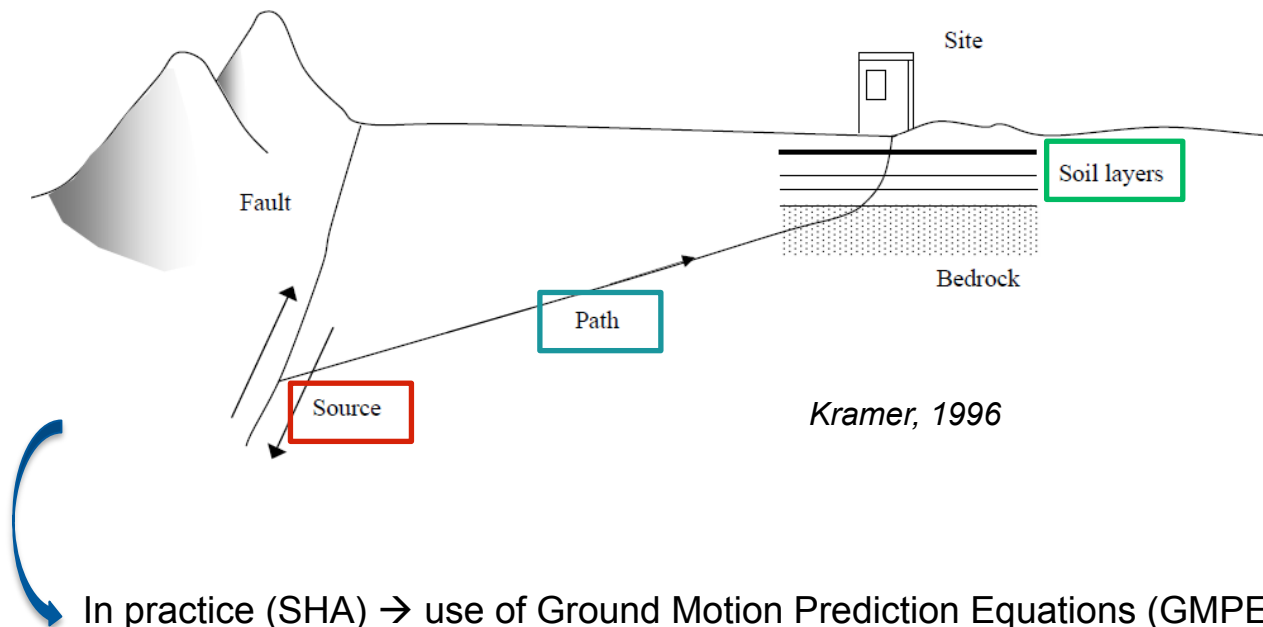 Site
Soil layers
Fault
Bedrock
Path
Source
Kramer, 1996
In practice (SHA) → use of Ground Motion Prediction Equations (GMPE